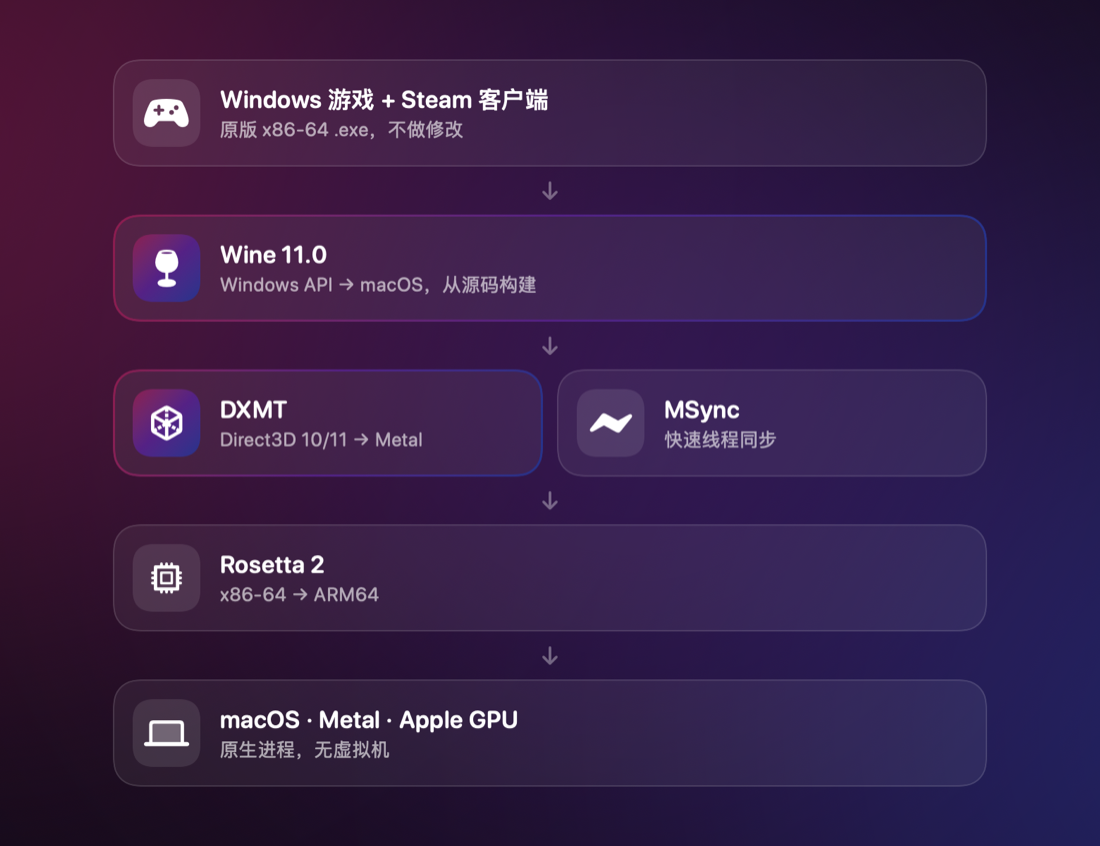 Windows 游戏 + Steam 客户端
原版 x86-64 .exe，不做修改
Wine 11.0
Windows API → macOS，从源码构建
DXMT
Direct3D 10/11 → Metal
MSync
快速线程同步
Rosetta 2
x86-64 → ARM64
macOS · Metal · Apple GPU
原生进程，无虚拟机